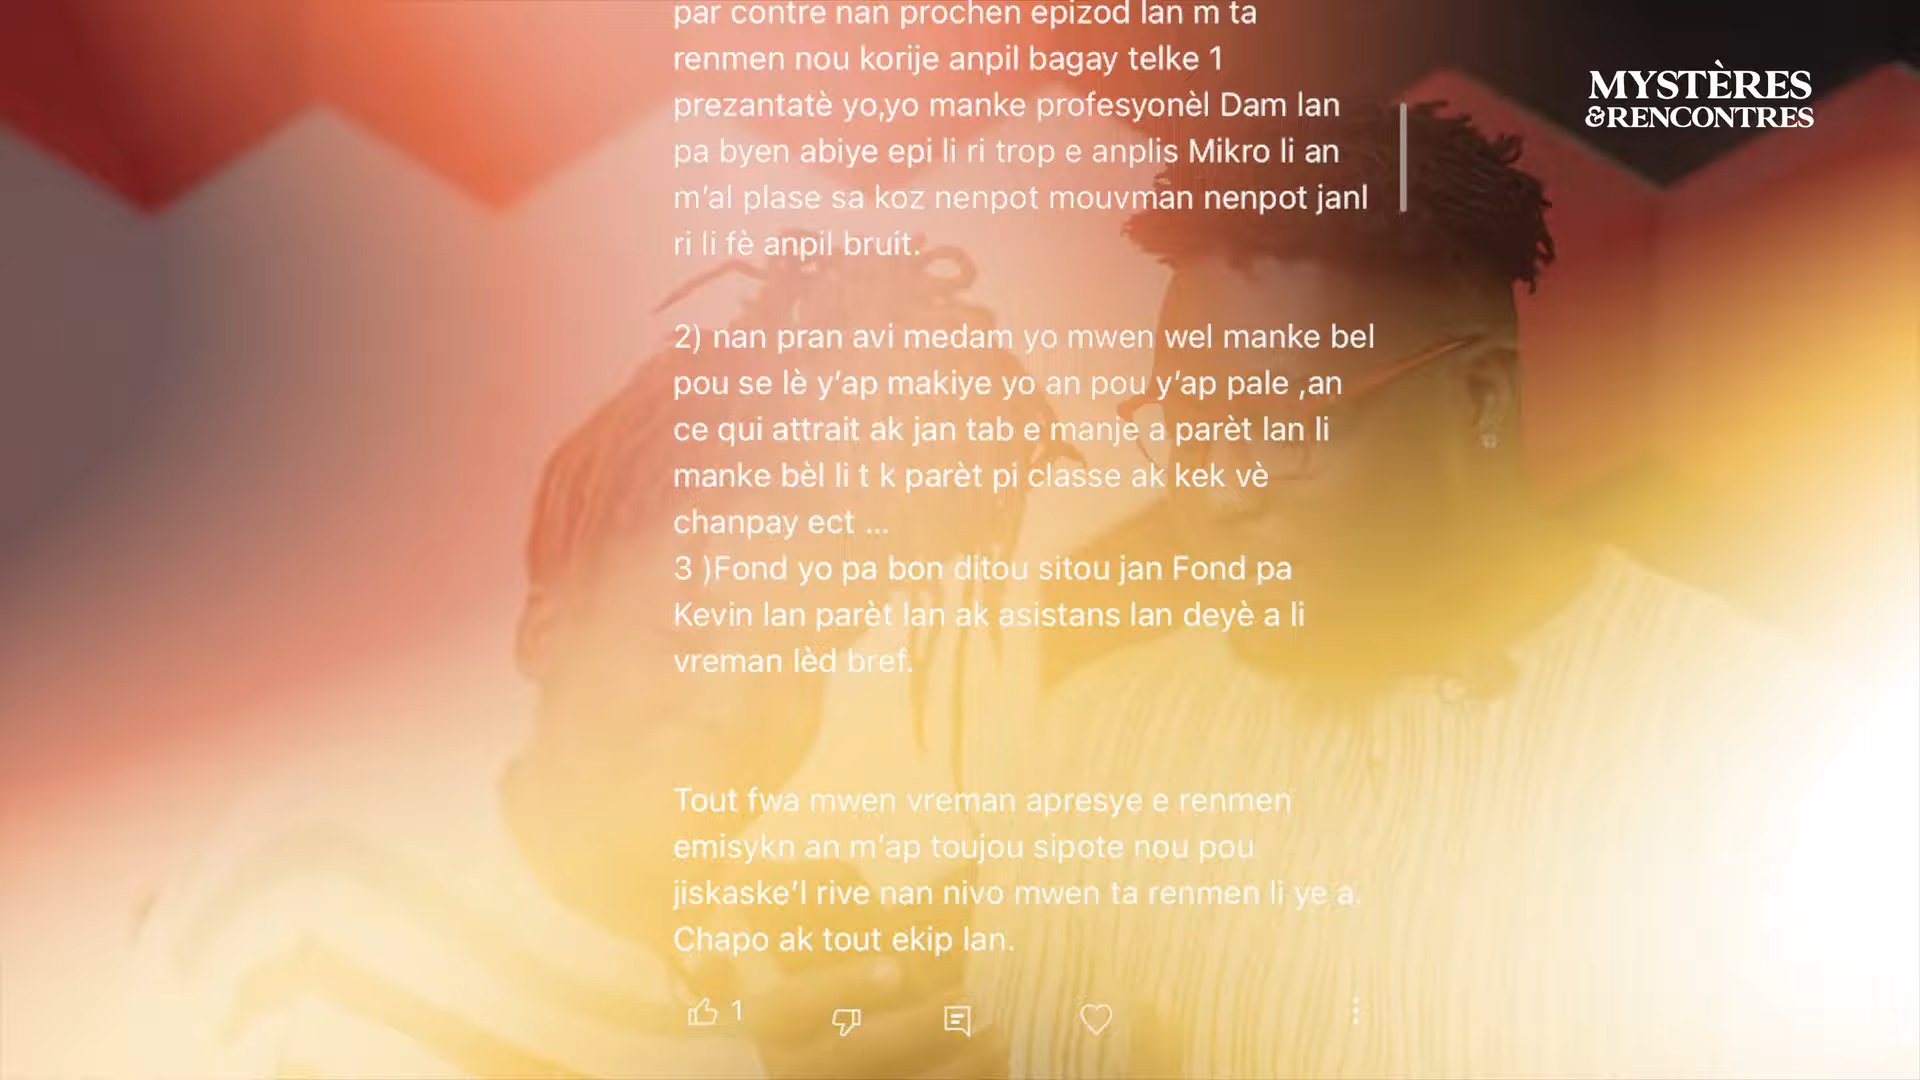 par contre nan prochen epizod lan m ta
renmen nou korije anpil bagay telke 1
prezantatè yo,yo manke profesyonèl Dam lan
pa byen abiye epi li ri trop e anplis Mikro li an
m'al plase sa koz nenpot mouvman nenpot janl
ri li fè anpil bruit.
2) nan pran avi medam yo mwen wel manke bel
pou se lè y'ap makiye yo an pou y'ap pale ,an
ce qui attrait ak jan tab e manje a parèt lan li
manke bèl li t k parèt pi classe ak kek vè
chanpay ect ...
3 )Fond yo pa bon ditou sitou jan Fond pa
Kevin lan parèt lan ak asistans lan deyè a li
vreman lèd bref.
Tout fwa mwen vreman apresye e renmen
emisykn an m'ap toujou sipote nou pou
jiskaske'l rive nan nivo mwen ta renmen li ye a.
Chapo ak tout ekip lan.
1
MYSTÈRES
&RENCONTRES